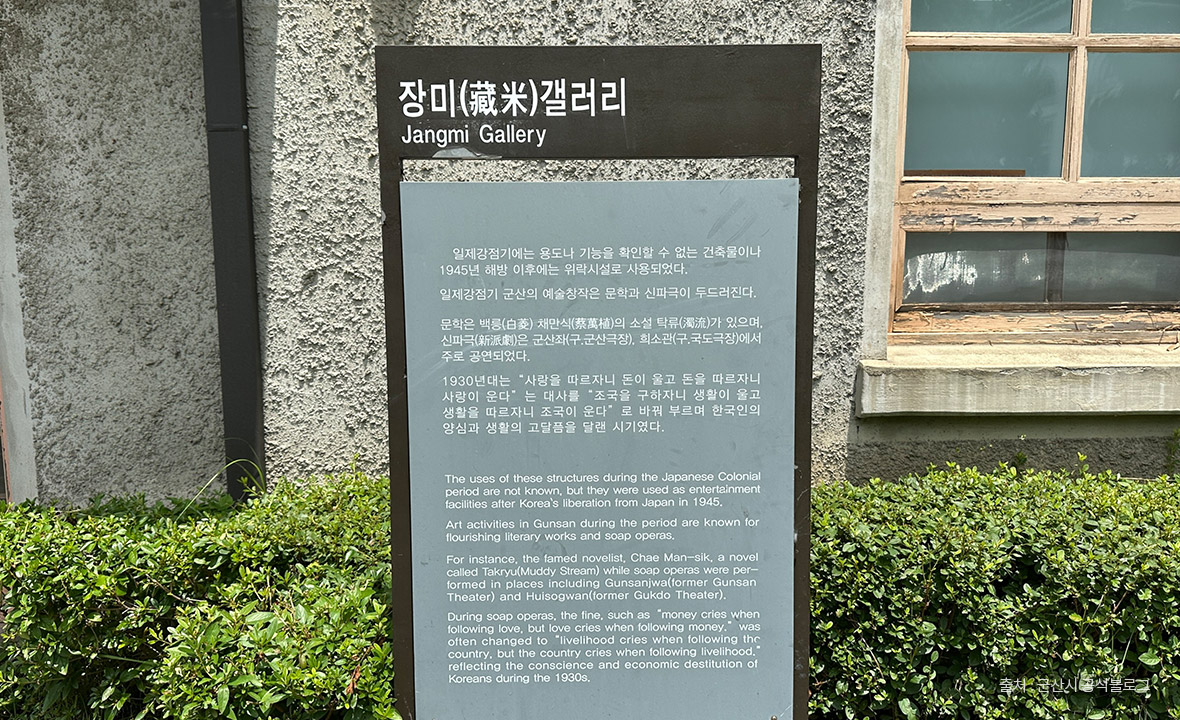 장미(藏米)갤러리
Jangmi Gallery
일제강점기에는 용도나 기능을 확인할 수 없는 건축물이나
1945년 해방 이후에는 위락시설로 사용되었다.
일제강점기 군산의 예술창작은 문학과 신파극이 두드러진다.
문학은 백릉(白菱) 채만식(蔡萬植)의 소설 탁류(濁流)가 있으며,
신파극(新派劇)은 군산좌(구.군산극장), 희소관(구.국도극장)에서
주로 공연되었다.
1930년대는 "사랑을 따르자니 돈이 울고 돈을 따르자니
사랑이 운다" 는 대사를 "조국을 구하자니 생활이 울고
생활을 따르자니 조국이 운다" 로 바꿔 부르며 한국인의
양심과 생활의 고달픔을 달랜 시기였다.
The uses of these structures during the Japanese Colonial
period are not known, but they were used as entertainment
facilities after Korea's liberation from Japan in 1945.
Art activities in Gunsan during the period are known for
flourishing literary works and soap operas.
For instance, the famed novelist, Chae Man-sik, a novel
called Takryu(Muddy Stream) while soap operas were per-
formed in places including Gunsanjwa(former Gunsan
Theater) and Huisogwan(former Gukdo Theater).
During soap operas, the fine, such as "money cries when
following love, but love cries when following money," was
often changed to "livelihood cries when following the
country, but the country cries when following livelihood,"
reflecting the conscience and economic destitution of
Koreans during the 1930s.
출처 : 군산시 공식블로그